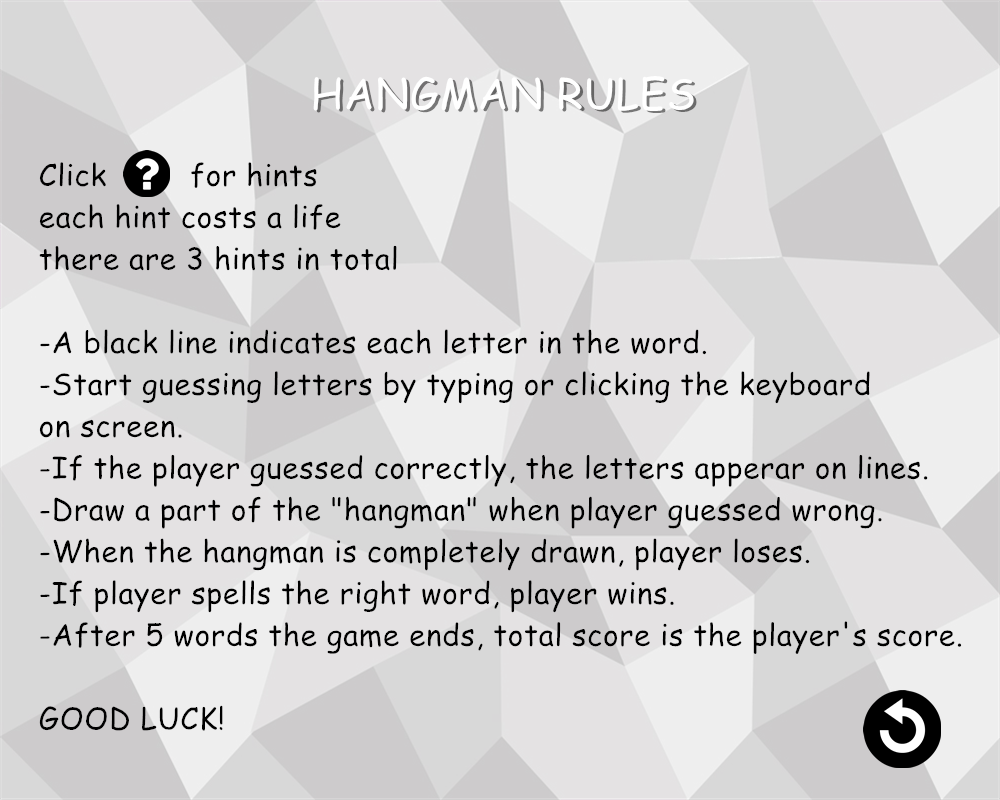 HANGMAN RULES
Click ? for hints
each hint costs a life
there are 3 hints in total
-A black line indicates each letter in the word.
-Start guessing letters by typing or clicking the keyboard
on screen.
-If the player guessed correctly, the letters apperar on lines.
-Draw a part of the "hangman" when player guessed wrong.
-When the hangman is completely drawn, player loses.
-If player spells the right word, player wins.
-After 5 words the game ends, total score is the player's score.
GOOD LUCK!